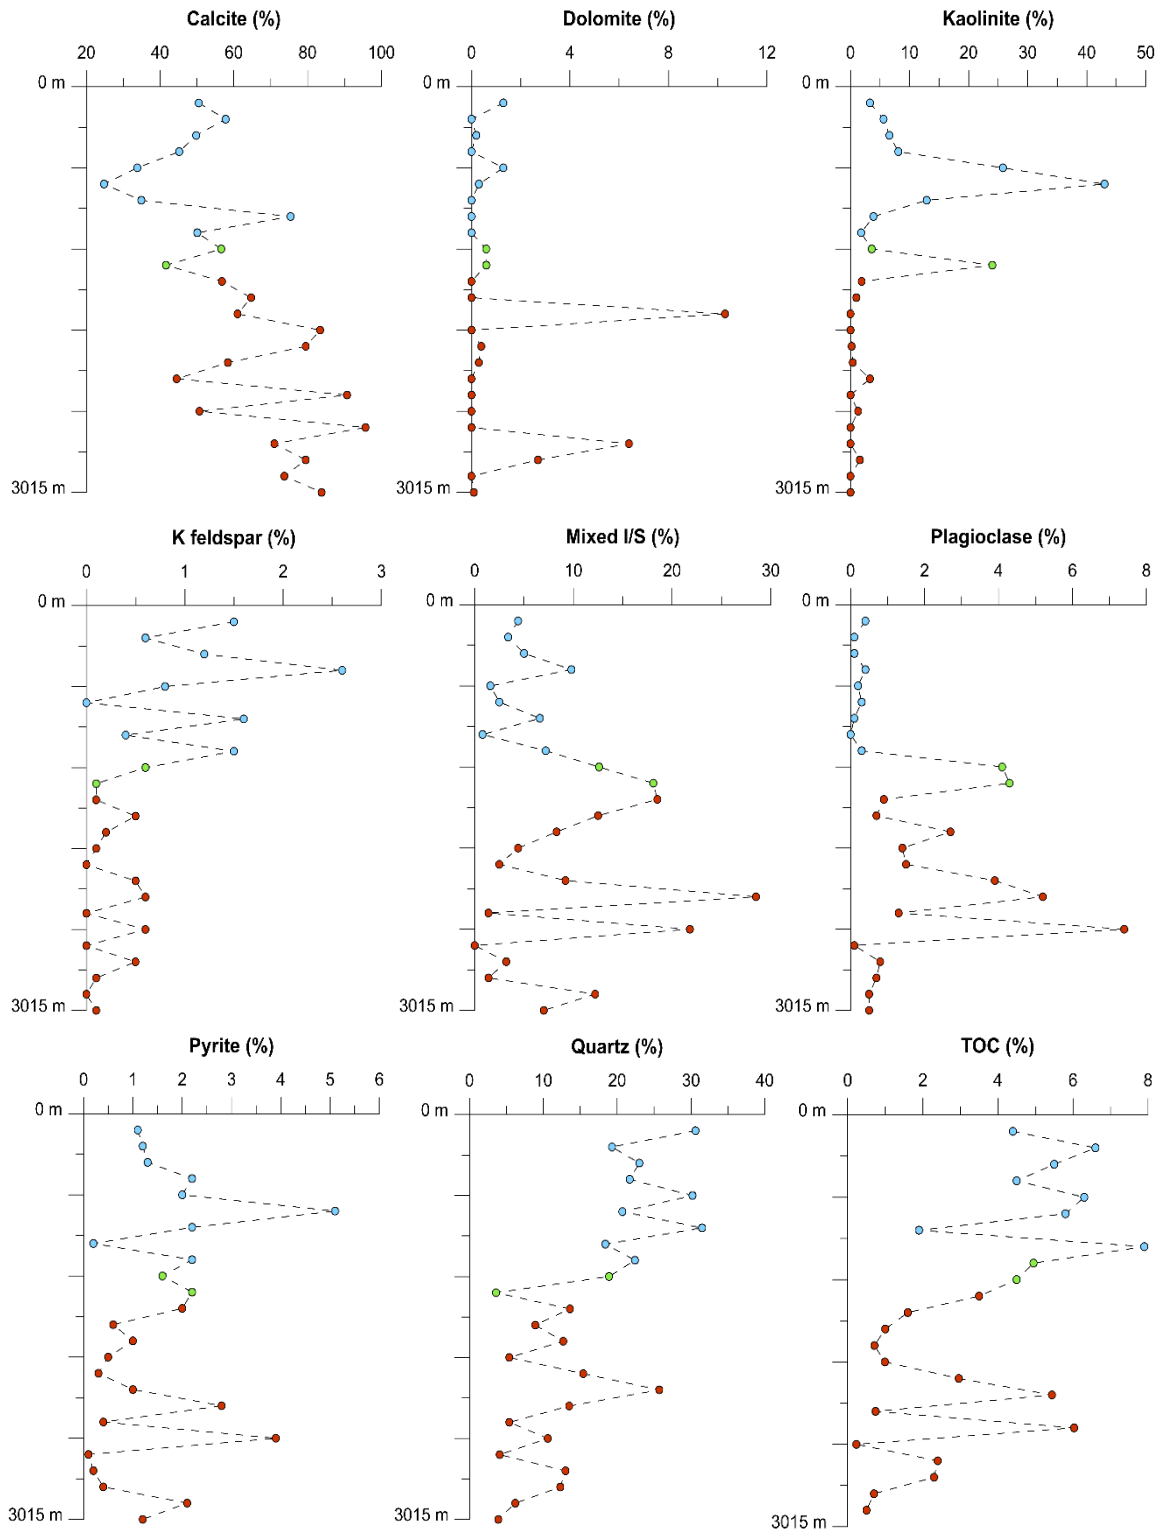 Calcite (%) Dolomite (%) Kaolinite (%)
20 40 60 80 100 0 4 8 12 0 10 20 30 40 50
0 m 0 m 0 m
3015 m 3015 m 3015 m
K feldspar (%) Mixed I/S (%) Plagioclase (%)
0 1 2 3 0 10 20 30 0 2 4 6 8
0 m 0 m 0 m
3015 m 3015 m 3015 m
Pyrite (%) Quartz (%) TOC (%)
0 1 2 3 4 5 6 0 10 20 30 40 0 2 4 6 8
0 m 0 m 0 m
3015 m 3015 m 3015 m